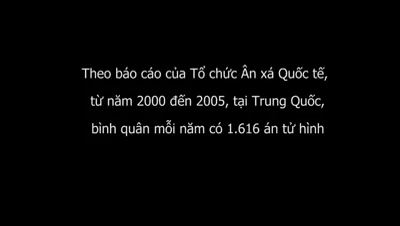 Theo báo cáo của Tổ chức Ân xá Quốc tế,
từ năm 2000 đến 2005, tại Trung Quốc,
bình quân mỗi năm có 1.616 án tử hình